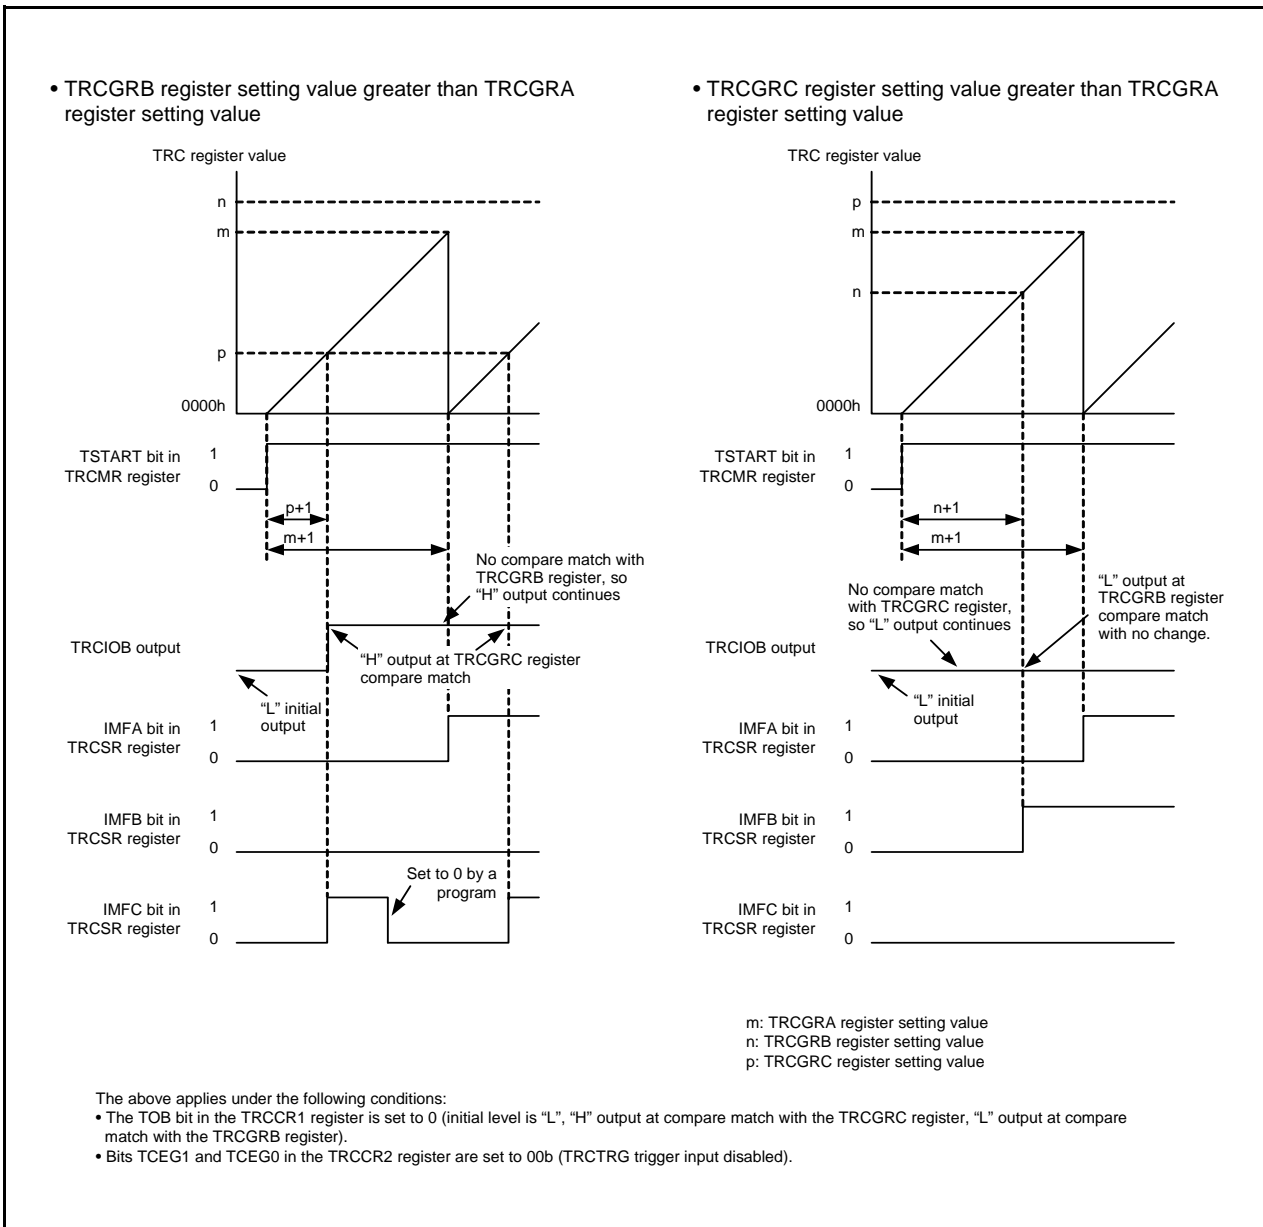 • TRCGRB register setting value greater than TRCGRA
register setting value
TRC register value
n
m
p
0000h
TSTART bit in
TRCMR register
1
0
p+1
m+1
No compare match with
TRCGRB register, so
“H” output continues
TRCIOB output
“H” output at TRCGRC register
compare match
“L” initial
output
IMFA bit in
TRCSR register
1
0
IMFB bit in
TRCSR register
1
0
Set to 0 by a
program
IMFC bit in
TRCSR register
1
0
• TRCGRC register setting value greater than TRCGRA
register setting value
TRC register value
p
m
n
0000h
TSTART bit in
TRCMR register
1
0
n+1
m+1
No compare match
with TRCGRC register,
so “L” output continues
“L” output at
TRCGRB register
compare match
with no change.
TRCIOB output
“L” initial
output
IMFA bit in
TRCSR register
1
0
IMFB bit in
TRCSR register
1
0
IMFC bit in
TRCSR register
1
0
m: TRCGRA register setting value
n: TRCGRB register setting value
p: TRCGRC register setting value
The above applies under the following conditions:
• The TOB bit in the TRCCR1 register is set to 0 (initial level is “L”, “H” output at compare match with the TRCGRC register, “L” output at compare
match with the TRCGRB register).
• Bits TCEG1 and TCEG0 in the TRCCR2 register are set to 00b (TRCTRG trigger input disabled).